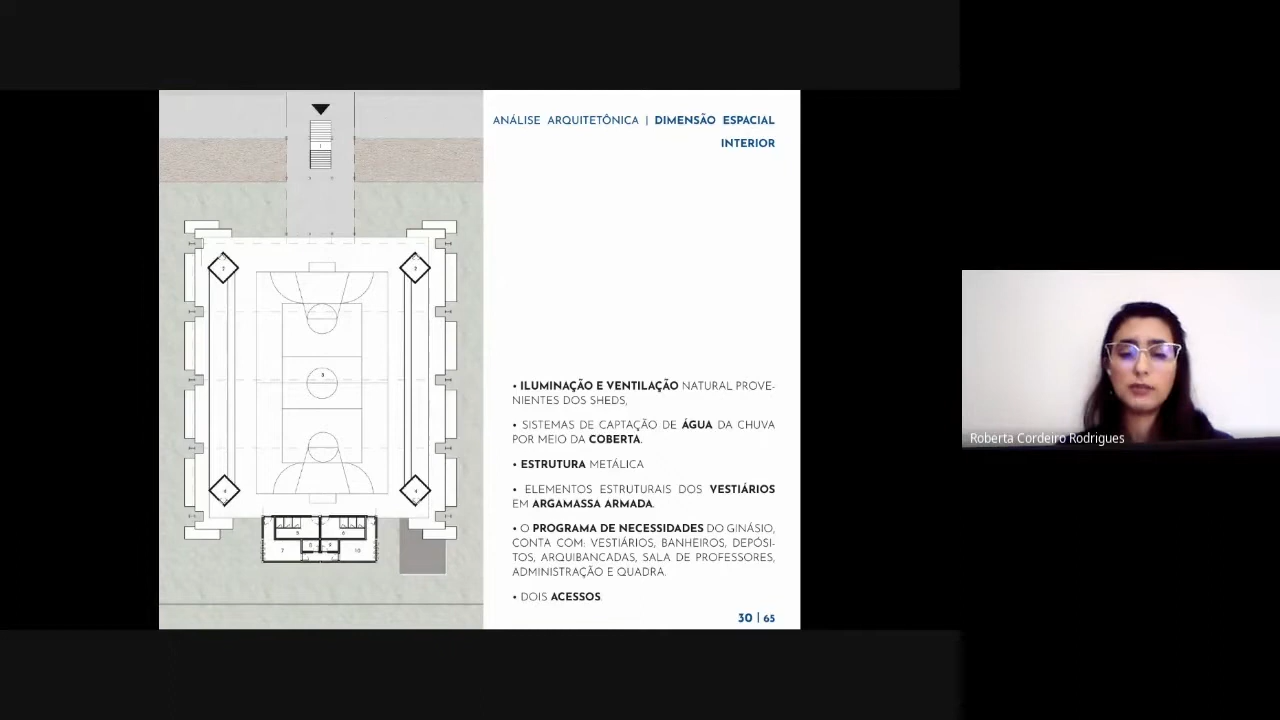 ANÁLISE ARQUITETÔNICA | DIMENSÃO ESPACIAL
INTERIOR
• ILUMINAÇÃO E VENTILAÇÃO NATURAL PROVE-
NIENTES DOS SHEDS,
• SISTEMAS DE CAPTAÇÃO DE ÁGUA DA CHUVA
POR MEIO DA COBERTA.
• ESTRUTURA METÁLICA
• ELEMENTOS ESTRUTURAIS DOS VESTIÁRIOS
EM ARGAMASSA ARMADA.
• O PROGRAMA DE NECESSIDADES DO GINÁSIO,
CONTA COM: VESTIÁRIOS, BANHEIROS, DEPÓSI-
TOS, ARQUIBANCADAS, SALA DE PROFESSORES,
ADMINISTRAÇÃO E QUADRA.
• DOIS ACESSOS.
30 | 65
Roberta Cordeiro Rodrigues